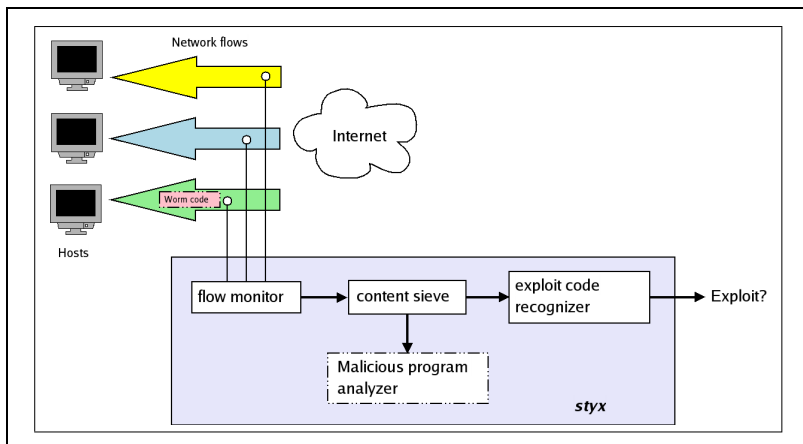 Network flows
Internet
Worm code
Hosts
flow monitor
content sieve
exploit code
recognizer
Exploit?
Malicious program
analyzer
styx